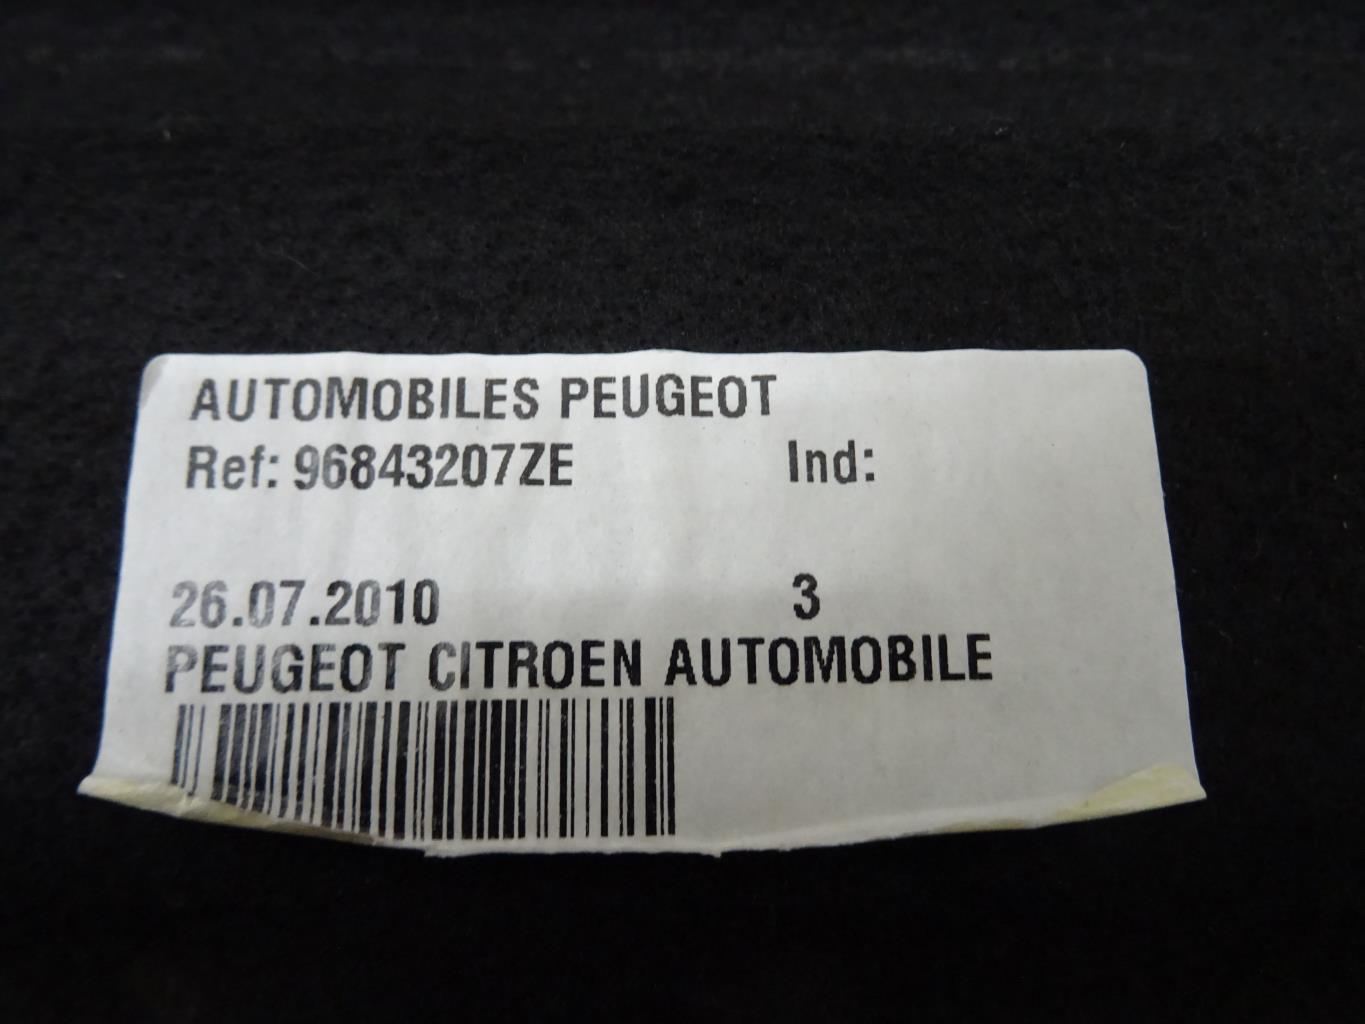 AUTOMOBILES PEUGEOT
Ref: 96843207ZE Ind:
26.07.2010 3
PEUGEOT CITROEN AUTOMOBILE